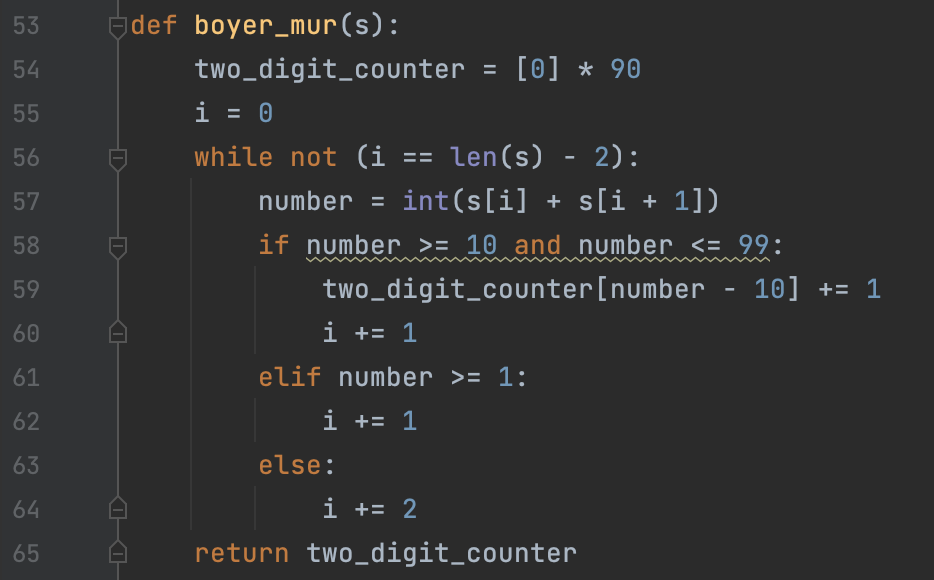 53 def boyer_mur(s):
54     two_digit_counter = [0] * 90
55     i = 0
56     while not (i == len(s) - 2):
57         number = int(s[i] + s[i + 1])
58         if number >= 10 and number <= 99:
59             two_digit_counter[number - 10] += 1
60             i += 1
61         elif number >= 1:
62             i += 1
63         else:
64             i += 2
65     return two_digit_counter